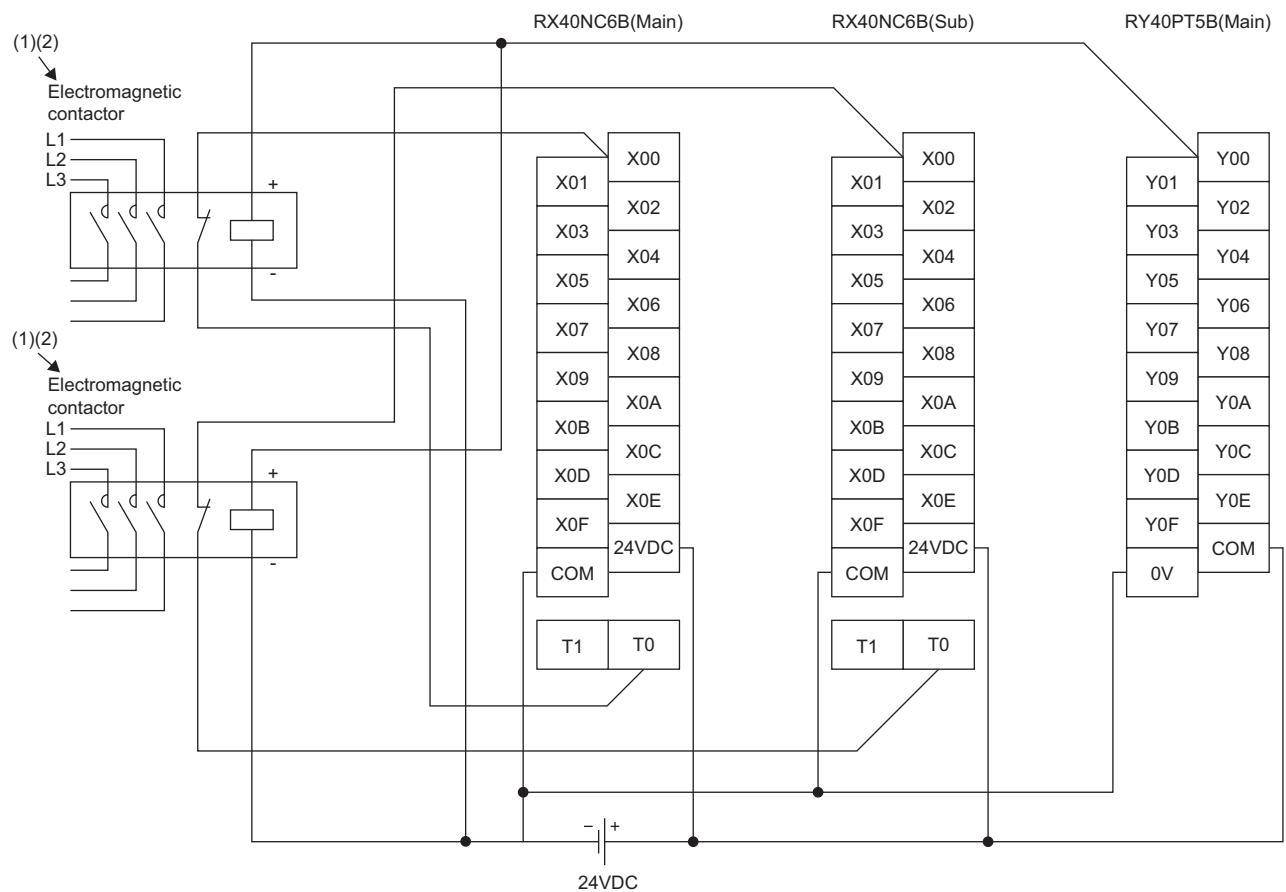 RX40NC6B(Main) RX40NC6B(Sub) RY40PT5B(Main)
(1)(2)
Electromagnetic
contactor
L1
L2
L3
+
-
(1)(2)
Electromagnetic
contactor
L1
L2
L3
+
-
X00
X01
X02
X03
X04
X05
X06
X07
X08
X09
X0A
X0B
X0C
X0D
X0E
X0F
24VDC
COM
T1 T0
X00
X01
X02
X03
X04
X05
X06
X07
X08
X09
X0A
X0B
X0C
X0D
X0E
X0F
24VDC
COM
T1 T0
Y00
Y01
Y02
Y03
Y04
Y05
Y06
Y07
Y08
Y09
Y0A
Y0B
Y0C
Y0D
Y0E
Y0F
COM
0V
− +
24VDC